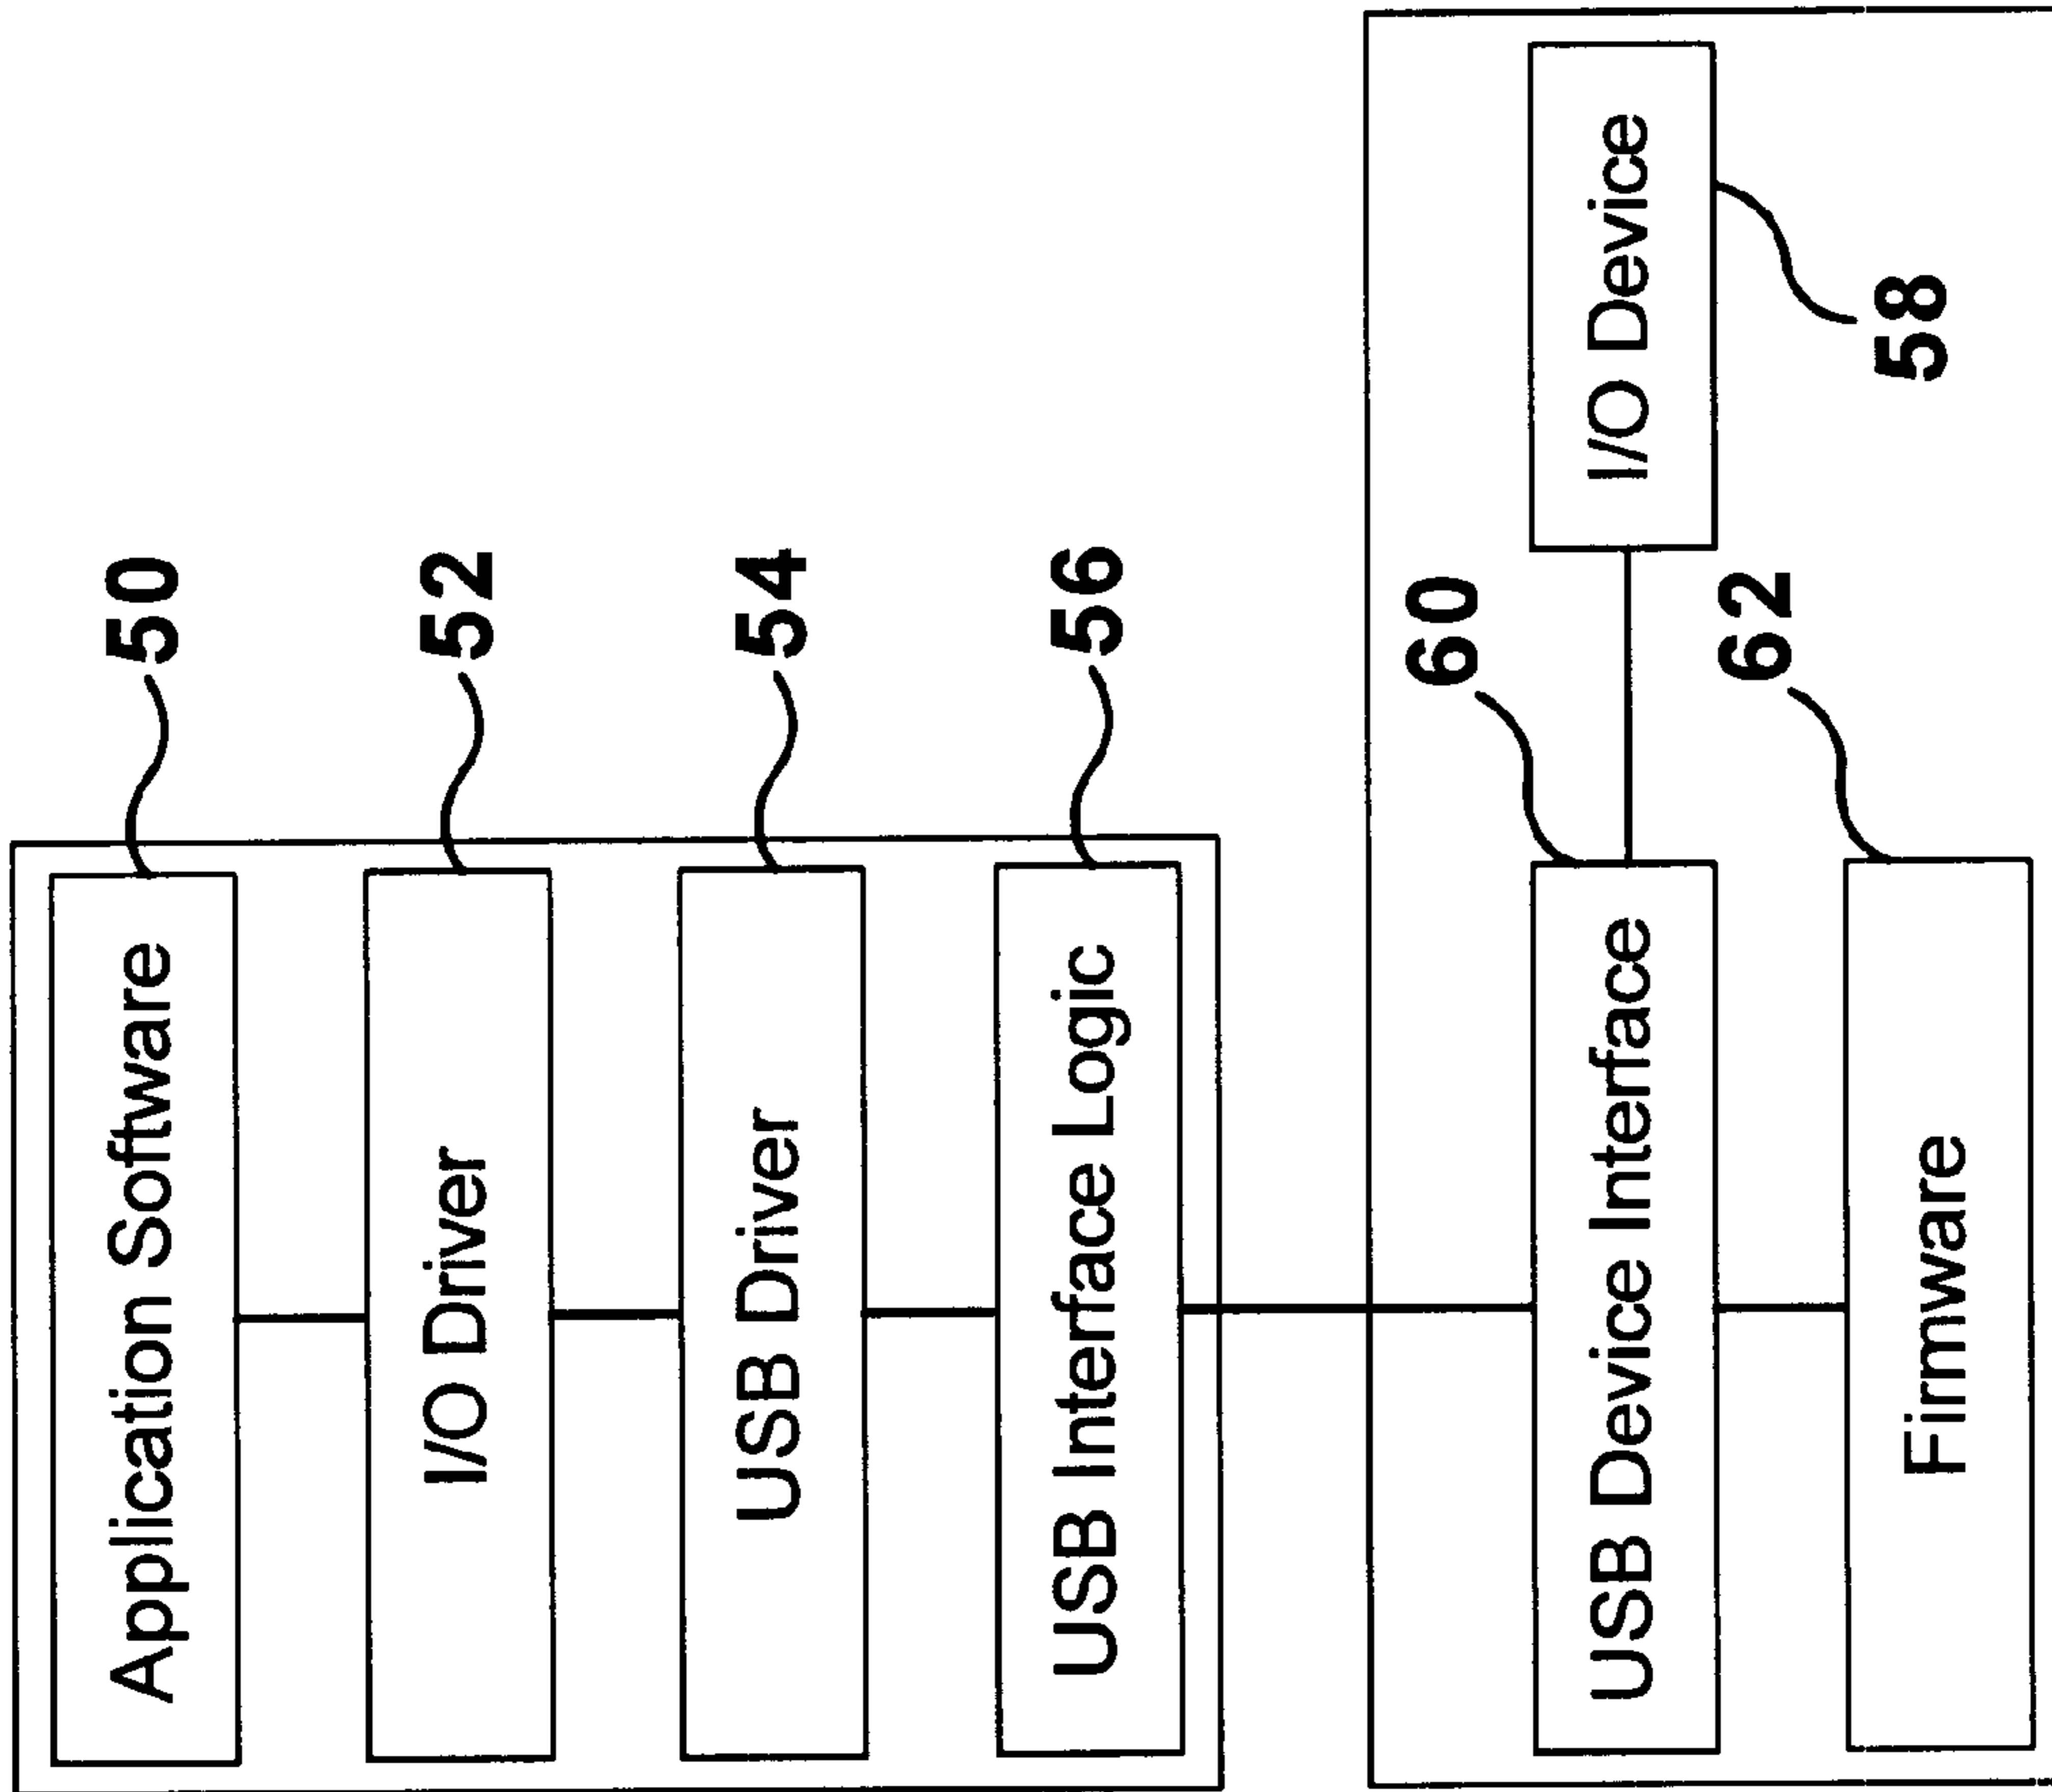 Application Software
50
I/O Driver
52
USB Driver
54
USB Interface Logic
56
USB Device Interface
60
I/O Device
58
Firmware
62